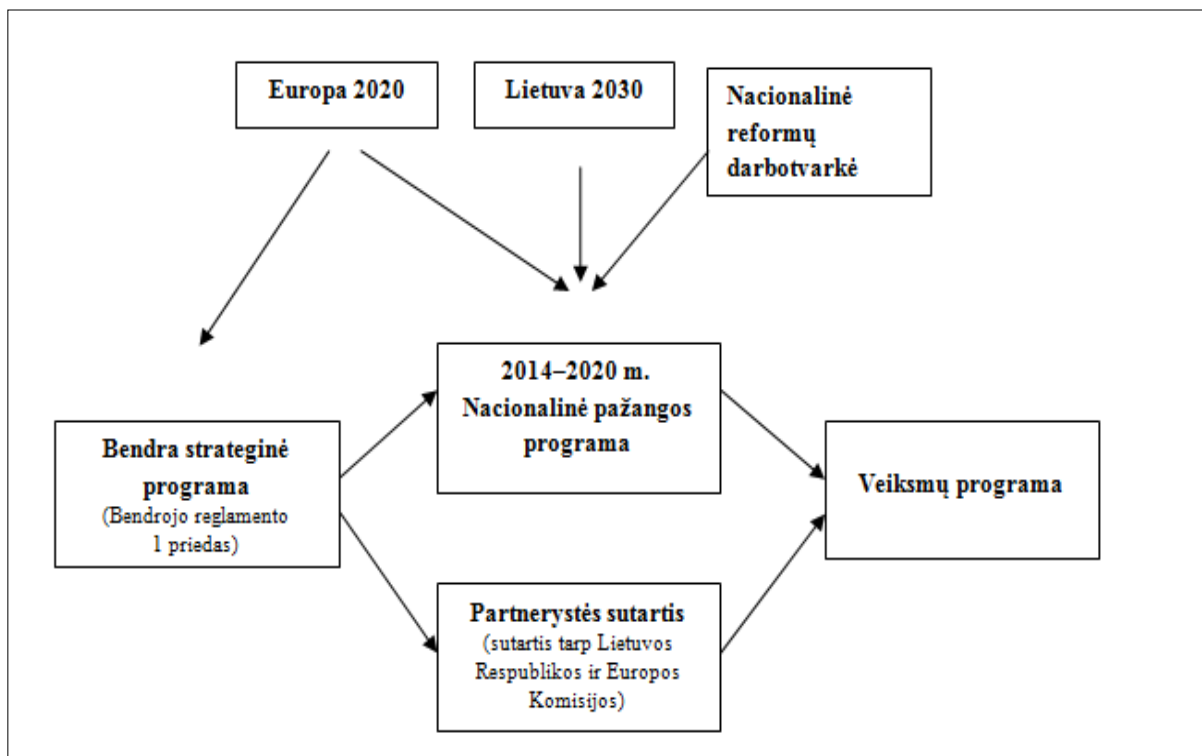 Europa 2020
Lietuva 2030
Nacionalinė
reformų
darbotvarkė
2014–2020 m.
Nacionalinė pažangos
programa
Bendra strateginė
programa
(Bendrojo reglamento
1 priedas)
Veiksmų programa
Partnerystės sutartis
(sutartis tarp Lietuvos
Respublikos ir Europos
Komisijos)